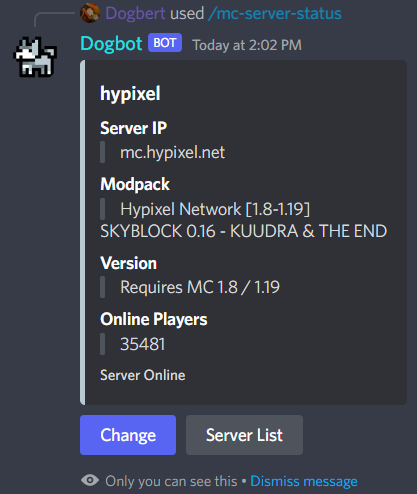 Dogbert used /mc-server-status
Dogbot BOT Today at 2:02 PM
hypixel
Server IP
mc.hypixel.net
Modpack
Hypixel Network [1.8-1.19]
SKYBLOCK 0.16 - KUUDRA & THE END
Version
Requires MC 1.8 / 1.19
Online Players
35481
Server Online
Change Server List
Only you can see this • Dismiss message